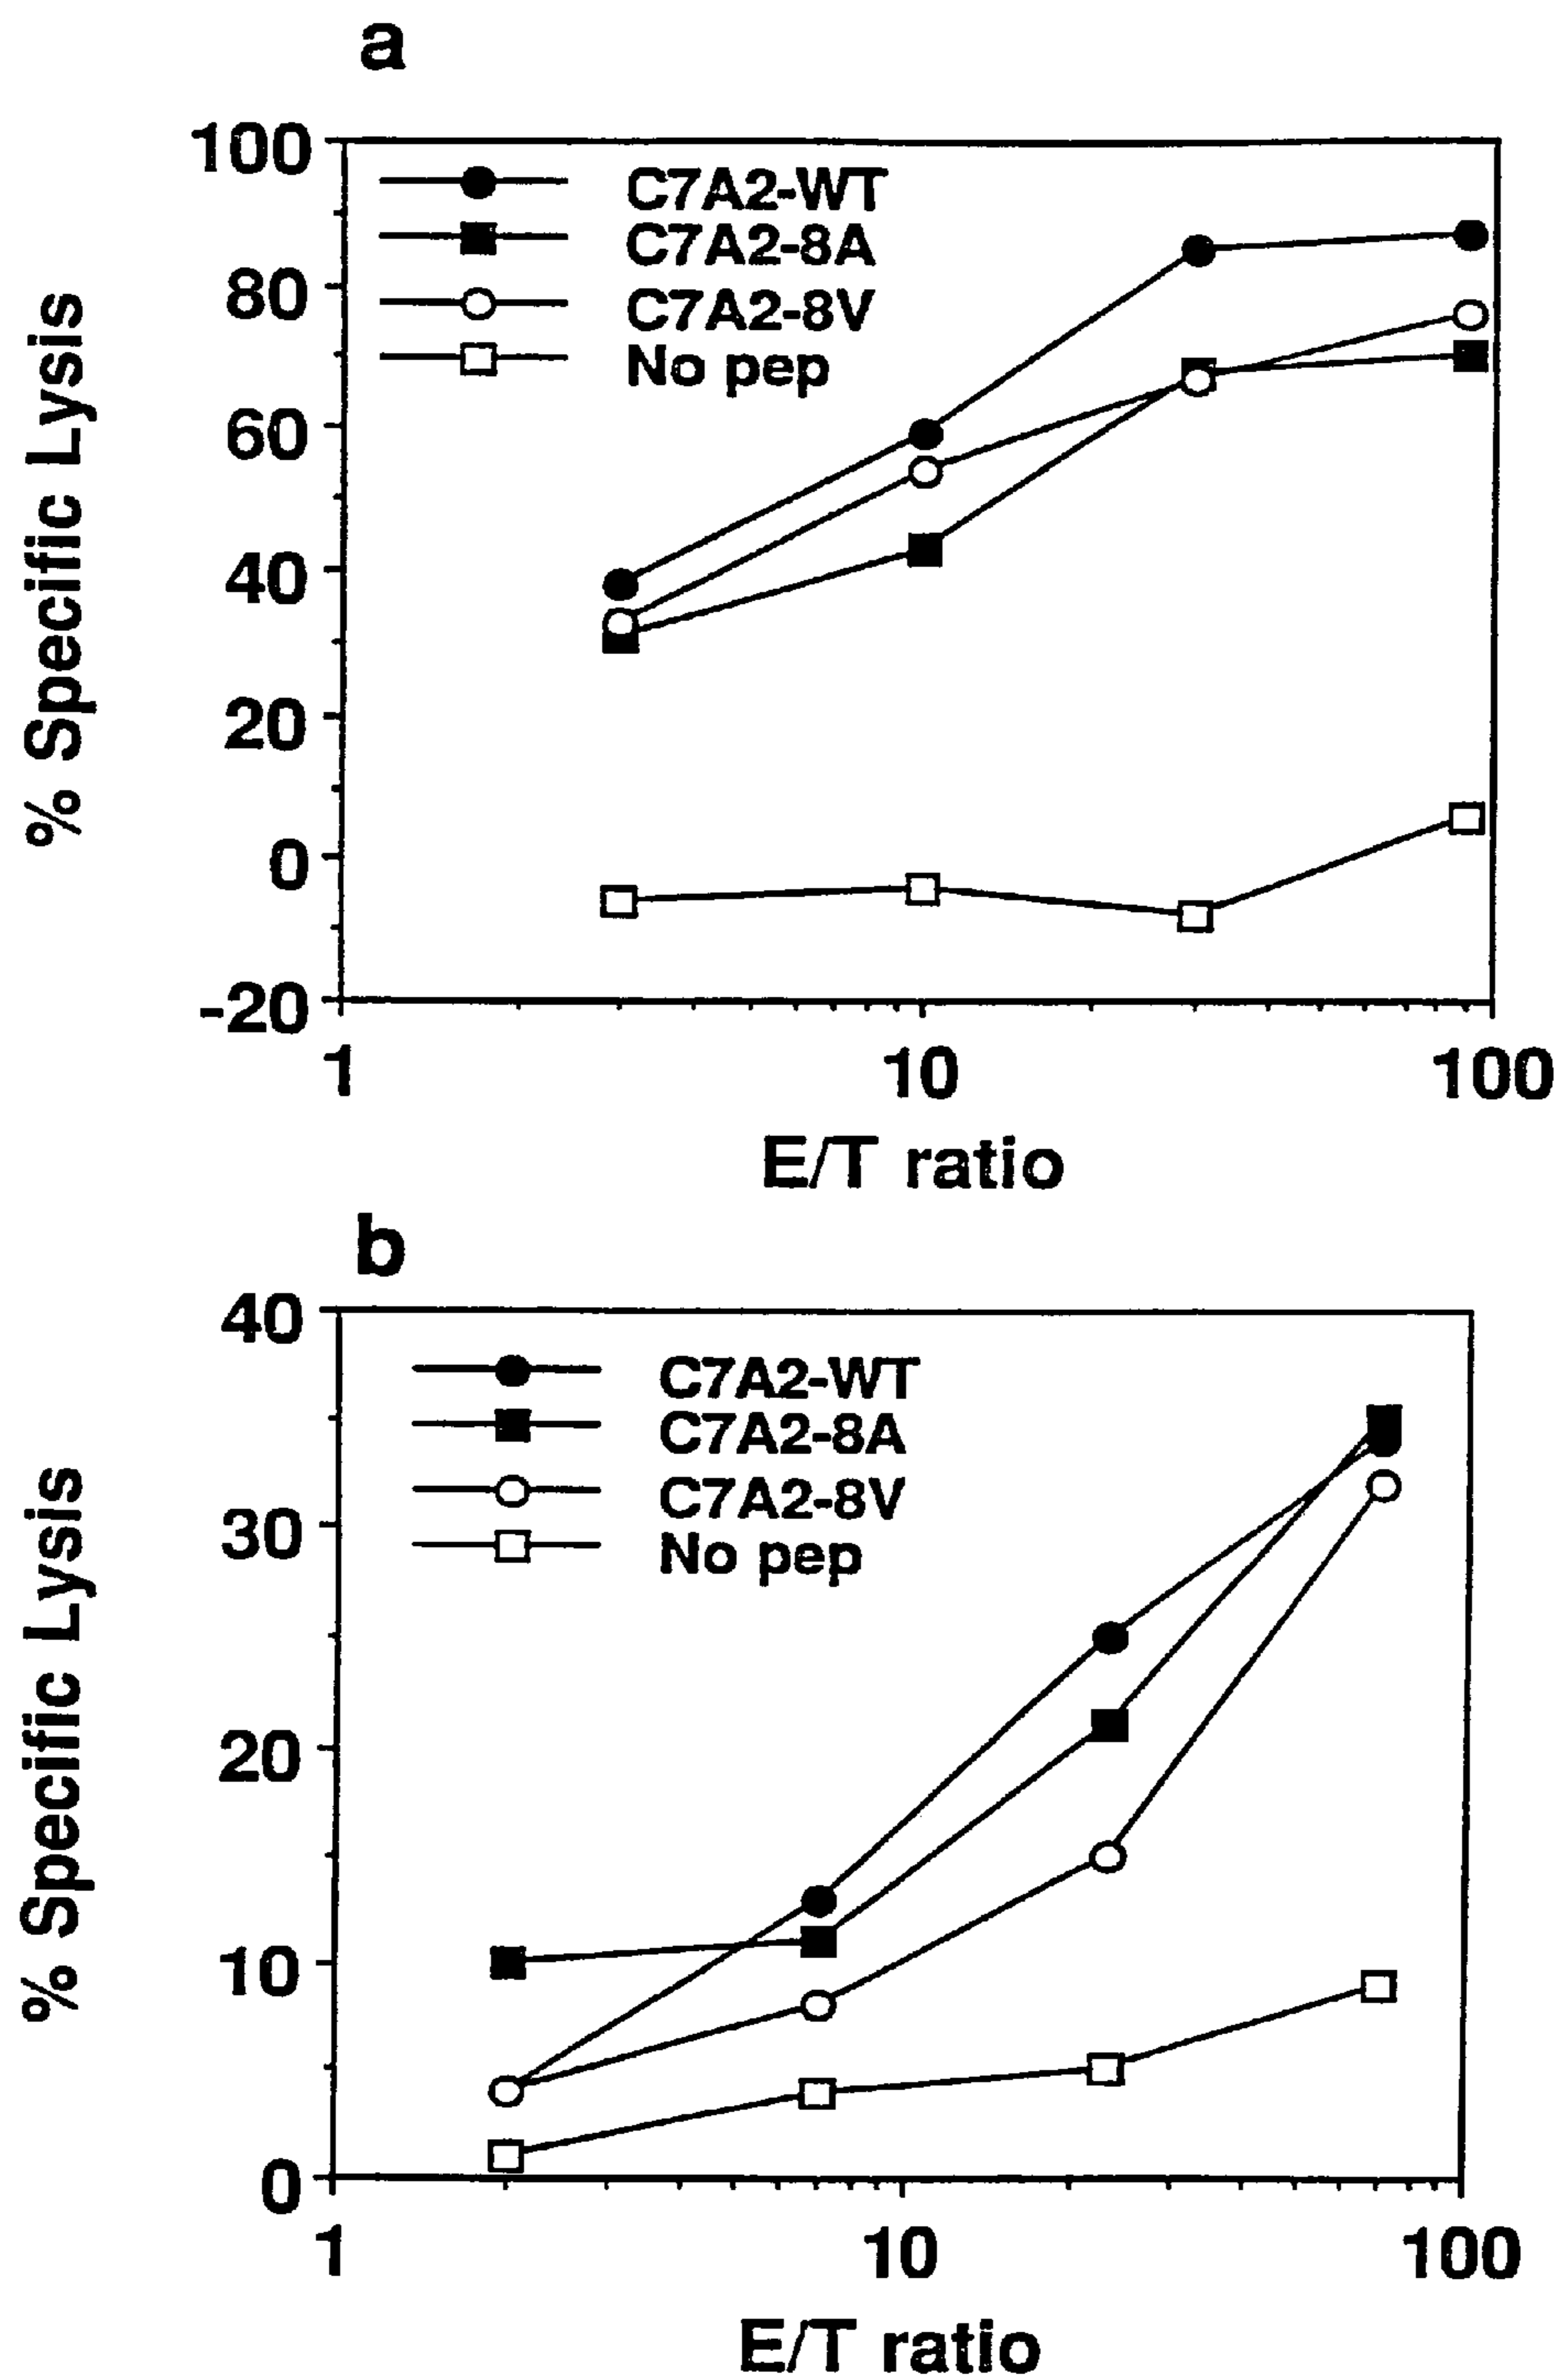 a
% Specific Lysis
100
80
60
40
20
0
-20
C7A2-WT
C7A2-8A
C7A2-8V
No pep
1
10
100
E/T ratio
b
% Specific Lysis
40
30
20
10
0
C7A2-WT
C7A2-8A
C7A2-8V
No pep
1
10
100
E/T ratio